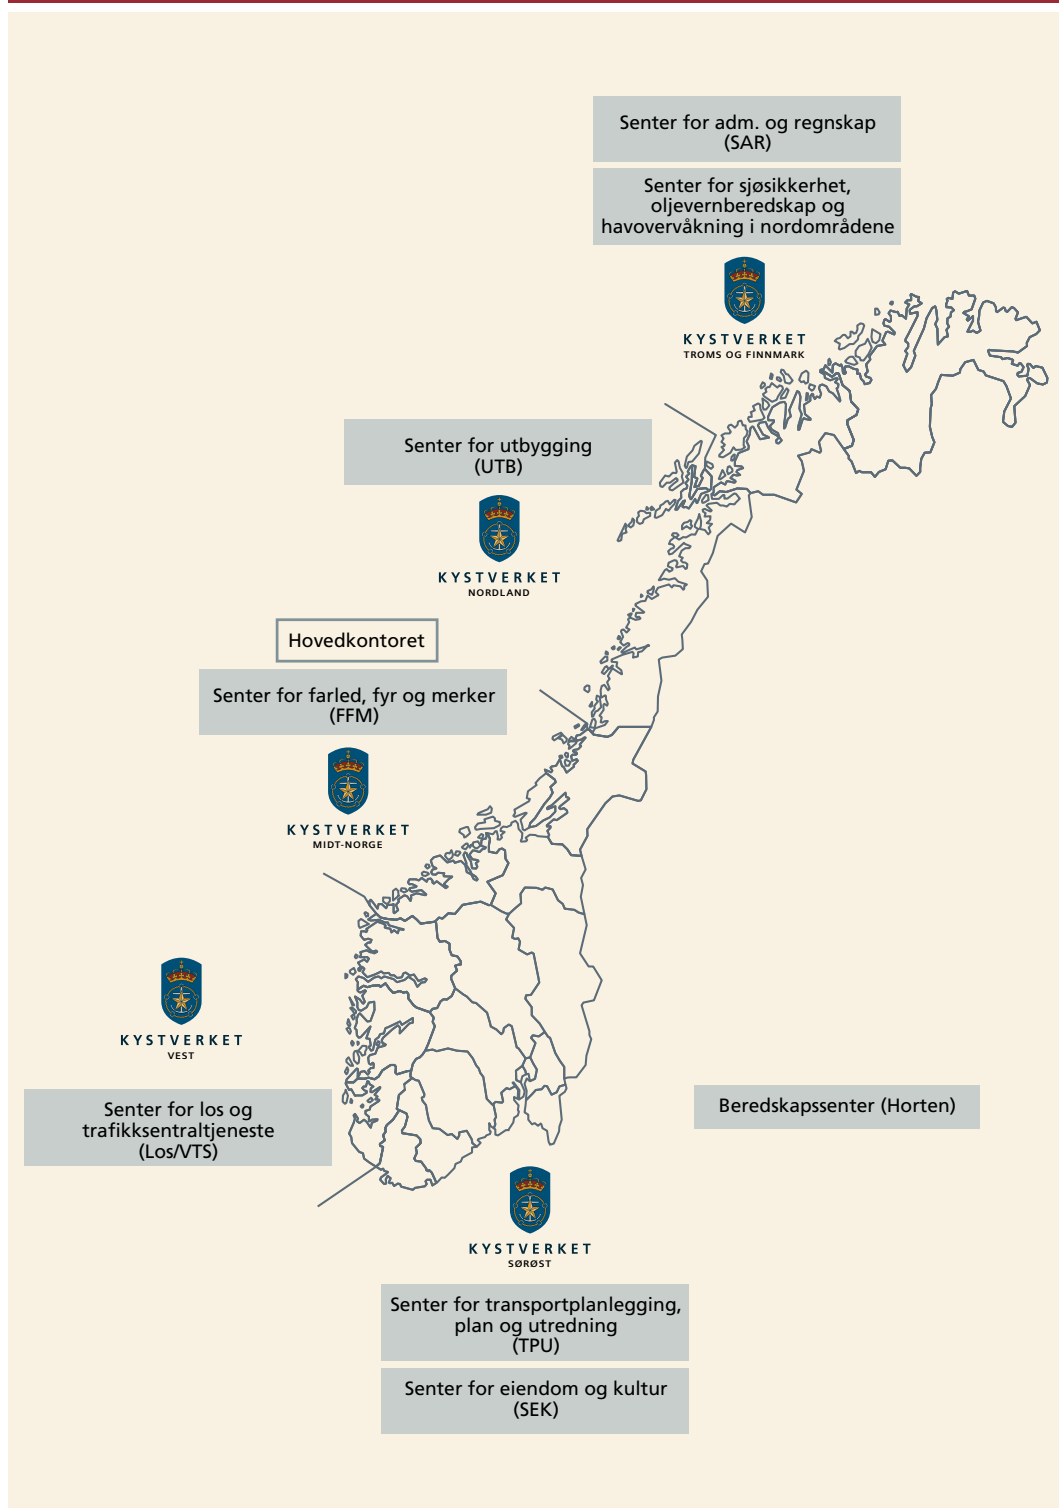 Senter for adm. og regnskap
(SAR)
Senter for sjøsikkerhet,
oljevernberedskap og
havovervåkning i nordområdene
KYSTVERKET
TROMS OG FINNMARK
Senter for utbygging
(UTB)
KYSTVERKET
NORDLAND
Hovedkontoret
Senter for farled, fyr og merker
(FFM)
KYSTVERKET
MIDT-NORGE
KYSTVERKET
VEST
Senter for los og
trafikksentraltjeneste
(Los/VTS)
Beredskapssenter (Horten)
KYSTVERKET
SØRØST
Senter for transportplanlegging,
plan og utredning
(TPU)
Senter for eiendom og kultur
(SEK)